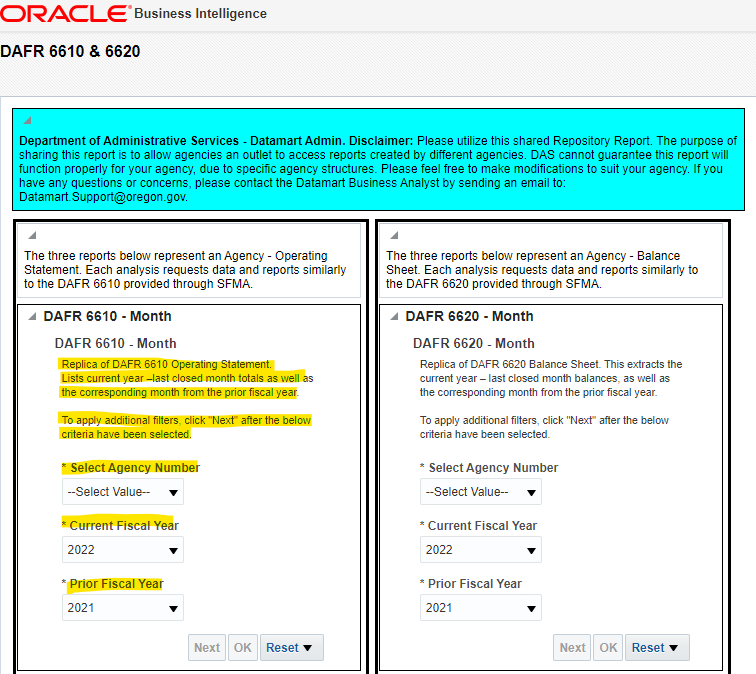 ORACLE® Business Intelligence
DAFR 6610 & 6620
Department of Administrative Services - Datamart Admin. Disclaimer: Please utilize this shared Repository Report. The purpose of
sharing this report is to allow agencies an outlet to access reports created by different agencies. DAS cannot guarantee this report will
function properly for your agency, due to specific agency structures. Please feel free to make modifications to suit your agency. If you
have any questions or concerns, please contact the Datamart Business Analyst by sending an email to:
Datamart.Support@oregon.gov.
The three reports below represent an Agency - Operating
Statement. Each analysis requests data and reports similarly
to the DAFR 6610 provided through SFMA.
DAFR 6610 - Month
DAFR 6610 - Month
Replica of DAFR 6610 Operating Statement.
Lists current year –last closed month totals as well as
the corresponding month from the prior fiscal year.
To apply additional filters, click "Next" after the below
criteria have been selected.
* Select Agency Number
--Select Value--
* Current Fiscal Year
2022
* Prior Fiscal Year
2021
Next OK Reset
The three reports below represent an Agency - Balance
Sheet. Each analysis requests data and reports similarly to
the DAFR 6620 provided through SFMA.
DAFR 6620 - Month
DAFR 6620 - Month
Replica of DAFR 6620 Balance Sheet. This extracts the
current year – last closed month balances, as well as
the corresponding month from the prior fiscal year.
To apply additional filters, click "Next" after the below
criteria have been selected.
* Select Agency Number
--Select Value--
* Current Fiscal Year
2022
* Prior Fiscal Year
2021
Next OK Reset